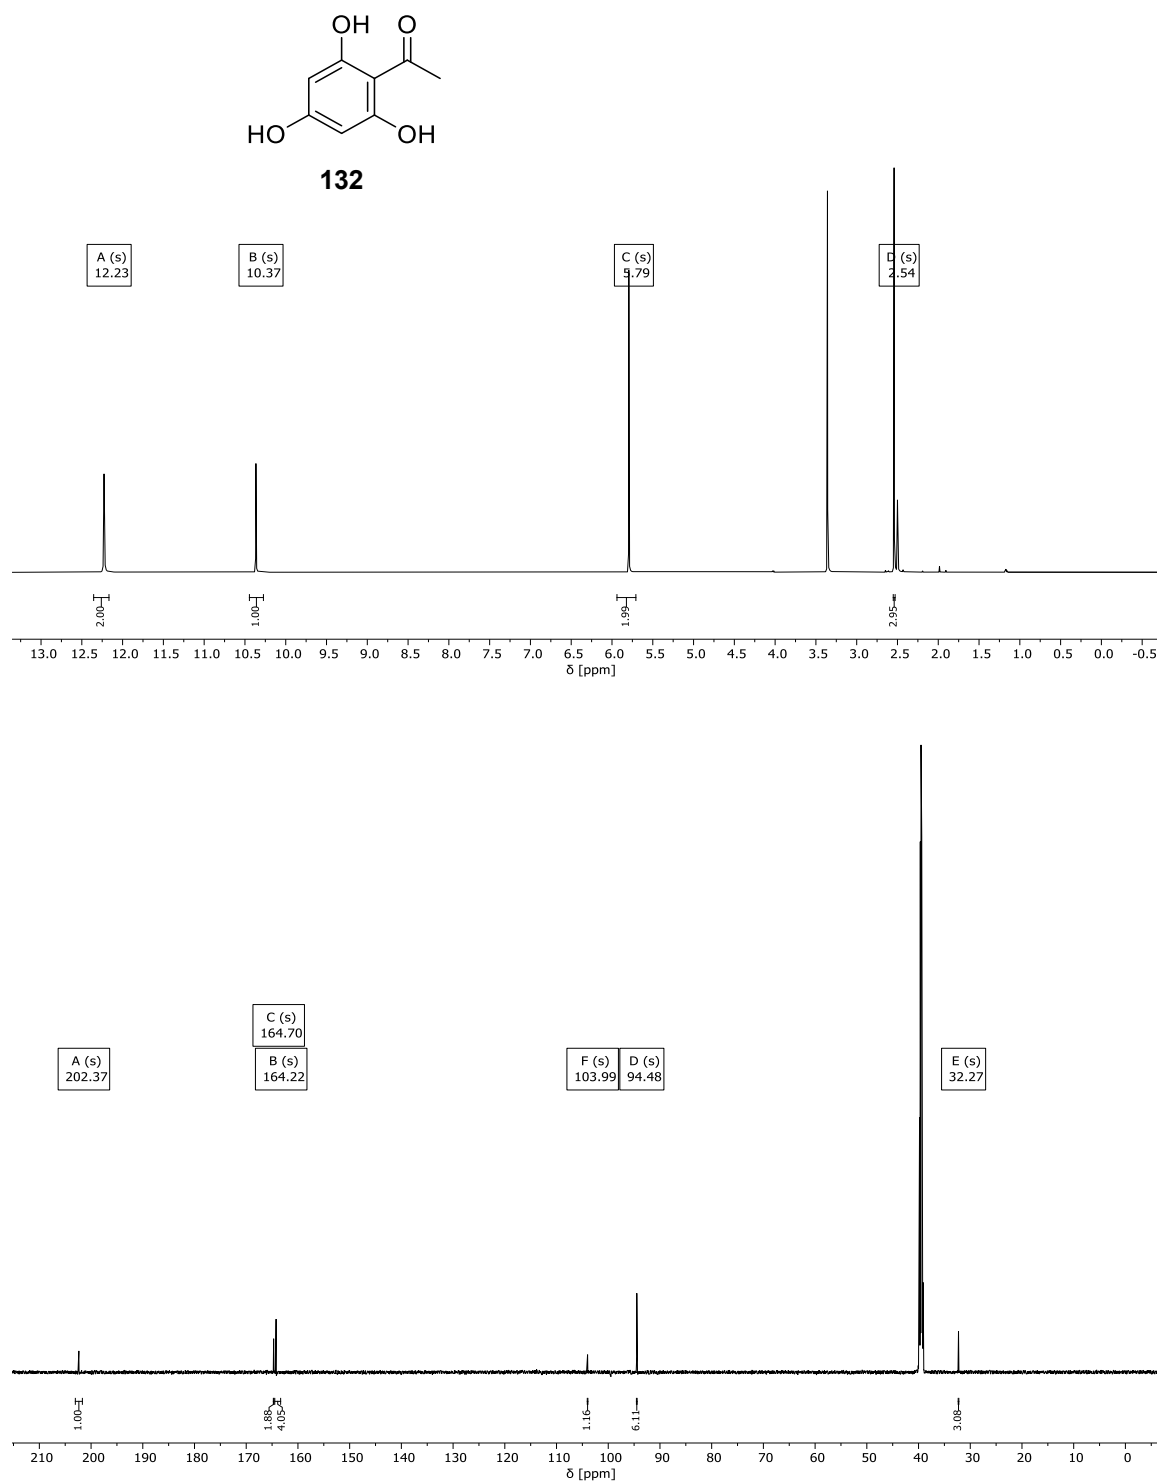 OH O
HO OH
132
A (s) B (s) C (s) D (s)
12.23 10.37 5.79 2.54
2.00 1.00 1.99 2.95
13.0 12.5 12.0 11.5 11.0 10.5 10.0 9.5 9.0 8.5 8.0 7.5 7.0 6.5 6.0 5.5 5.0 4.5 4.0 3.5 3.0 2.5 2.0 1.5 1.0 0.5 0.0 -0.5
δ [ppm]
C (s)
164.70
A (s) B (s) F (s) D (s) E (s)
202.37 164.22 103.99 94.48 32.27
1.00 1.88 4.05 1.16 6.11 3.08
210 200 190 180 170 160 150 140 130 120 110 100 90 80 70 60 50 40 30 20 10 0
δ [ppm]